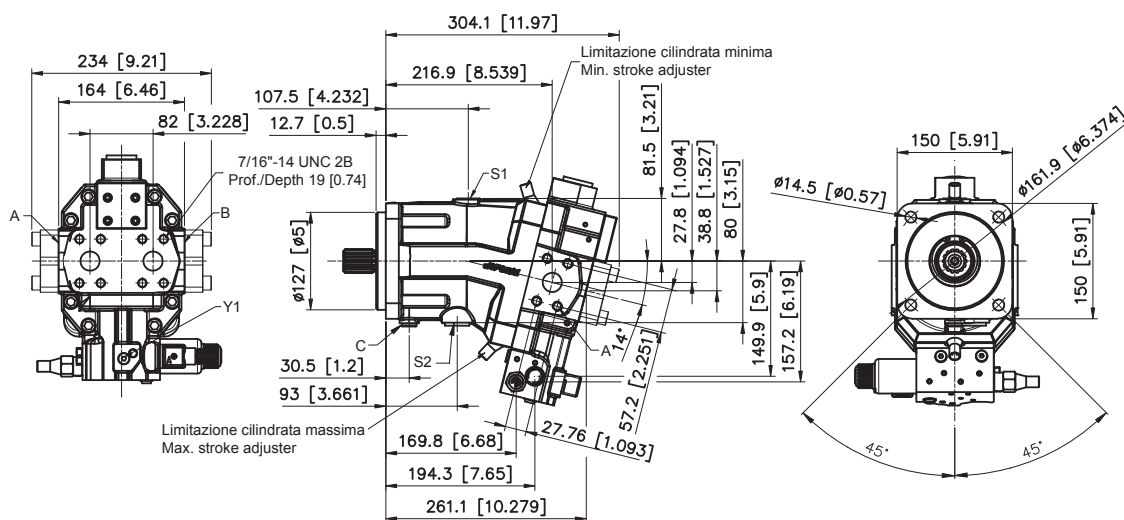 304.1 [11.97]
Limitazione cilindrata minima
Min. stroke adjuster
234 [9.21]
216.9 [8.539]
164 [6.46]
107.5 [4.232]
82 [3.228]
12.7 [0.5]
7/16"-14 UNC 2B
Prof./Depth 19 [0.74]
A
B
Y1
S1
81.5 [3.21]
27.8 [1.094]
38.8 [1.527]
80 [3.15]
ø127 [ø5]
C
S2
A
14°
149.9 [5.9]
157.2 [6.19]
57.2 [2.251]
30.5 [1.2]
93 [3.661]
Limitazione cilindrata massima
Max. stroke adjuster
27.76 [1.093]
169.8 [6.68]
194.3 [7.65]
261.1 [10.279]
150 [5.91]
ø161.9 [ø6.374]
ø14.5 [ø0.57]
150 [5.91]
45°
45°